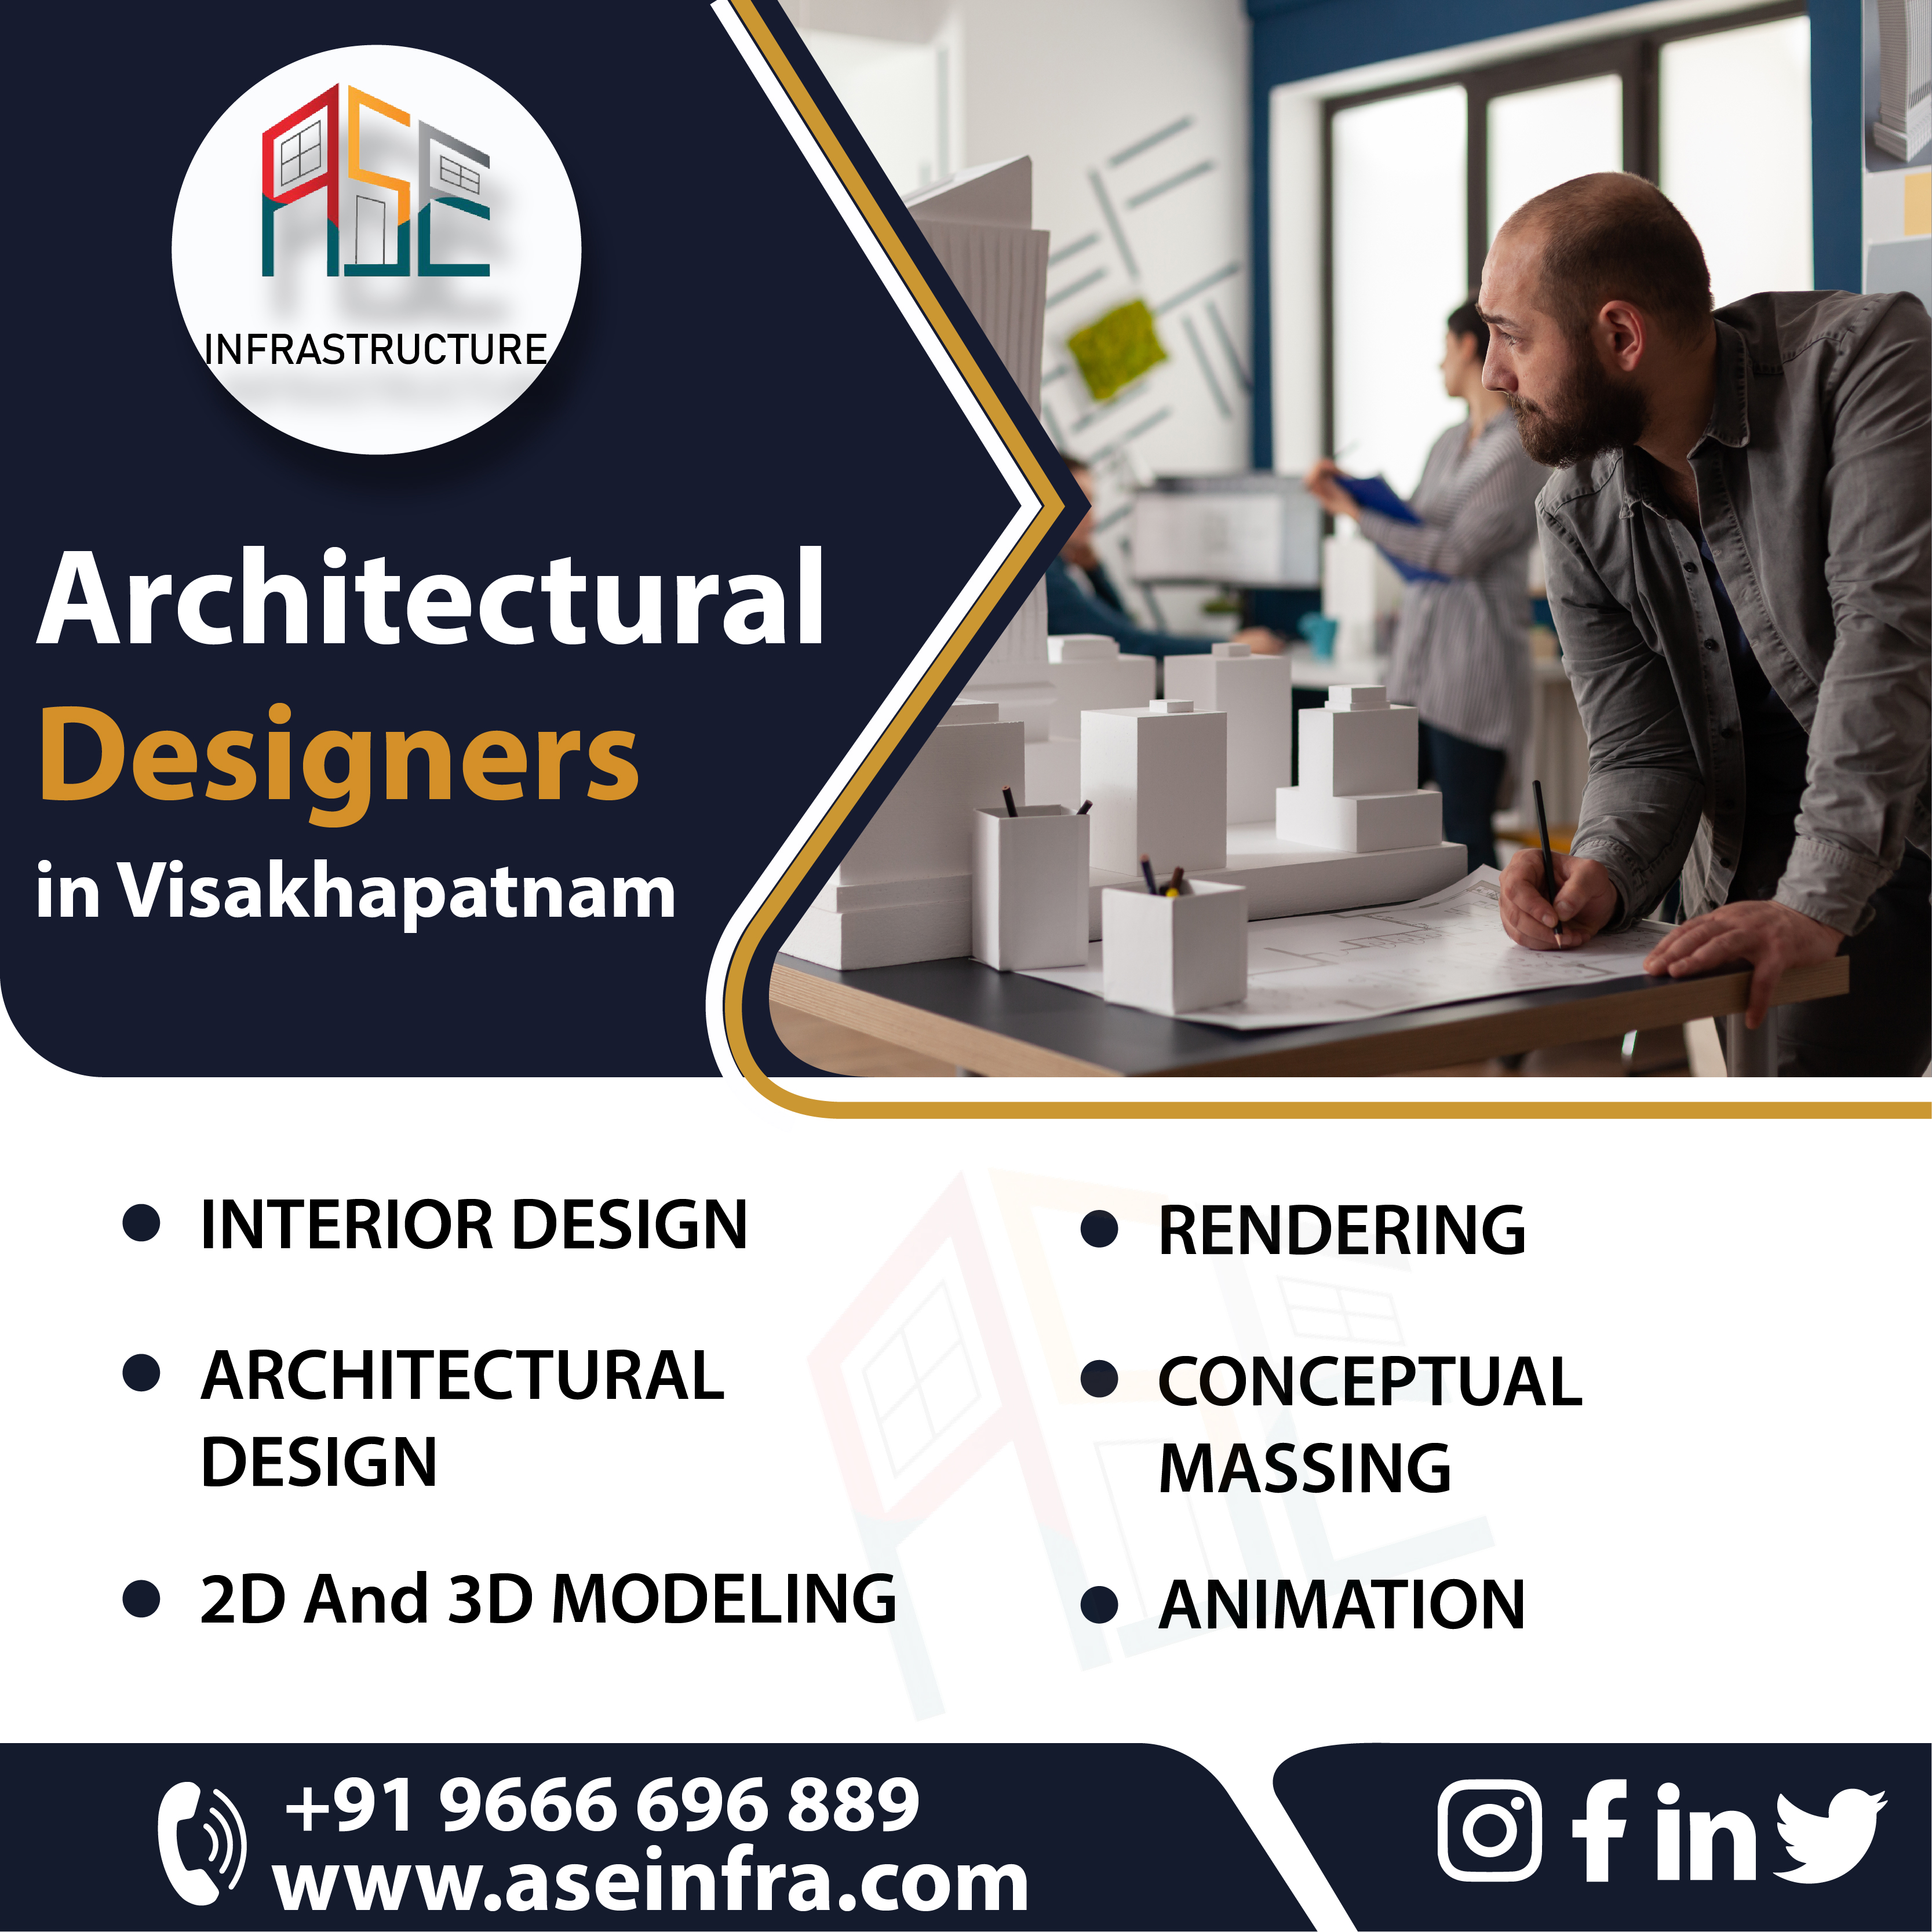 ASE
INFRASTRUCTURE
Architectural
Designers
in Visakhapatnam
INTERIOR DESIGN
ARCHITECTURAL
DESIGN
2D And 3D MODELING
RENDERING
CONCEPTUAL
MASSING
ANIMATION
+91 9666 696 889
www.aseinfra.com